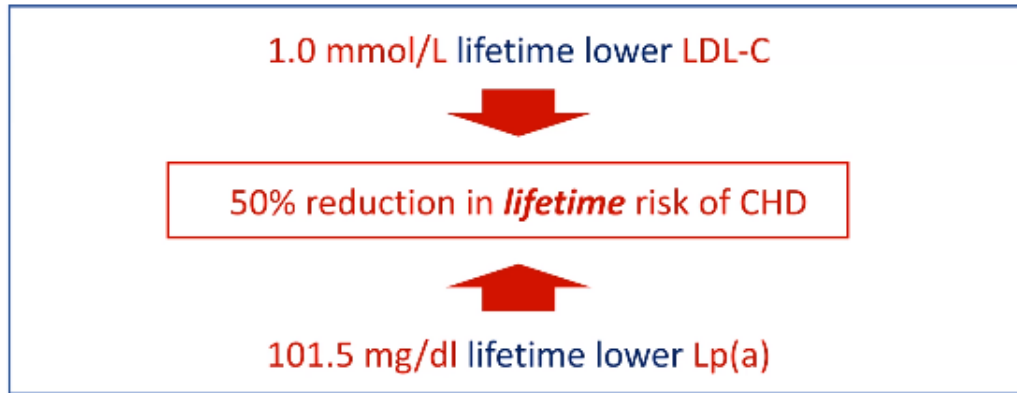 1.0 mmol/L lifetime lower LDL-C
50% reduction in lifetime risk of CHD
101.5 mg/dl lifetime lower Lp(a)